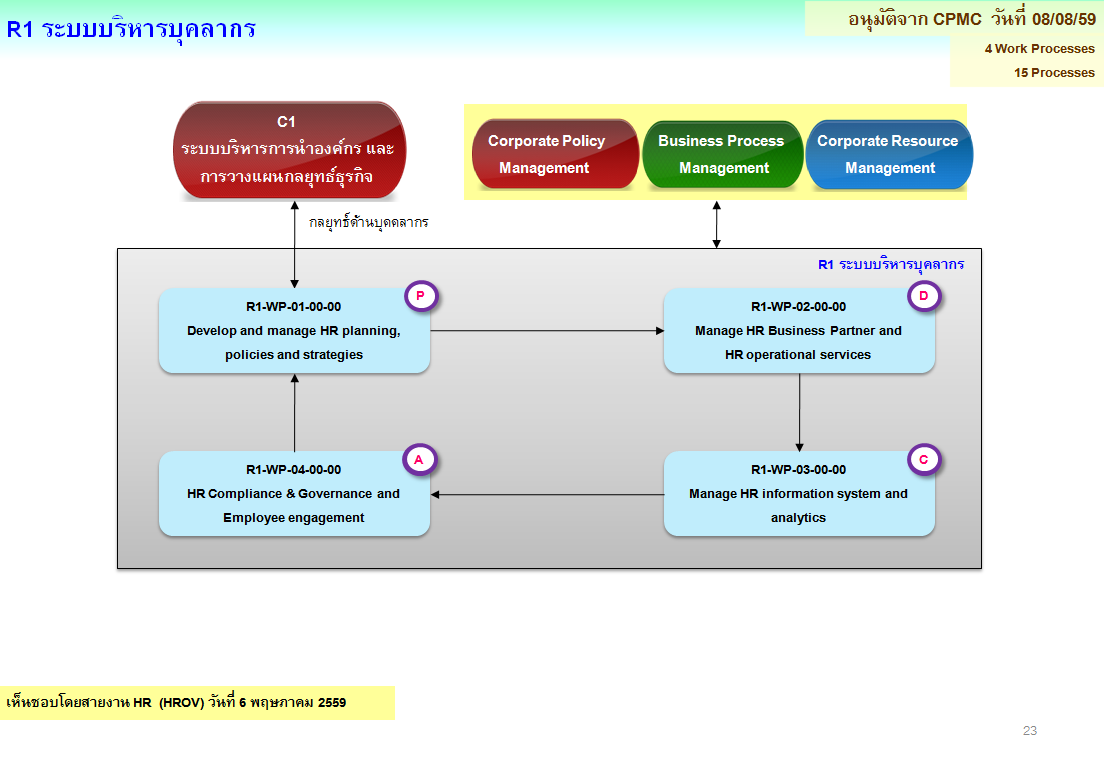 R1 ระบบบริหารบุคลากร
อนุมัติจาก CPMC วันที่ 08/08/59
4 Work Processes
15 Processes
C1
ระบบบริหารการนำองค์กร และ
การวางแผนกลยุทธ์ธุรกิจ
Corporate Policy
Management
Business Process
Management
Corporate Resource
Management
กลยุทธ์ด้านบุตตลากร
R1 ระบบบริหารบุคลากร
P
R1-WP-01-00-00
Develop and manage HR planning,
policies and strategies
D
R1-WP-02-00-00
Manage HR Business Partner and
HR operational services
A
R1-WP-04-00-00
HR Compliance & Governance and
Employee engagement
C
R1-WP-03-00-00
Manage HR information system and
analytics
เห็นชอบโดยสายงาน HR (HROV) วันที่ 6 พฤษภาคม 2559
23